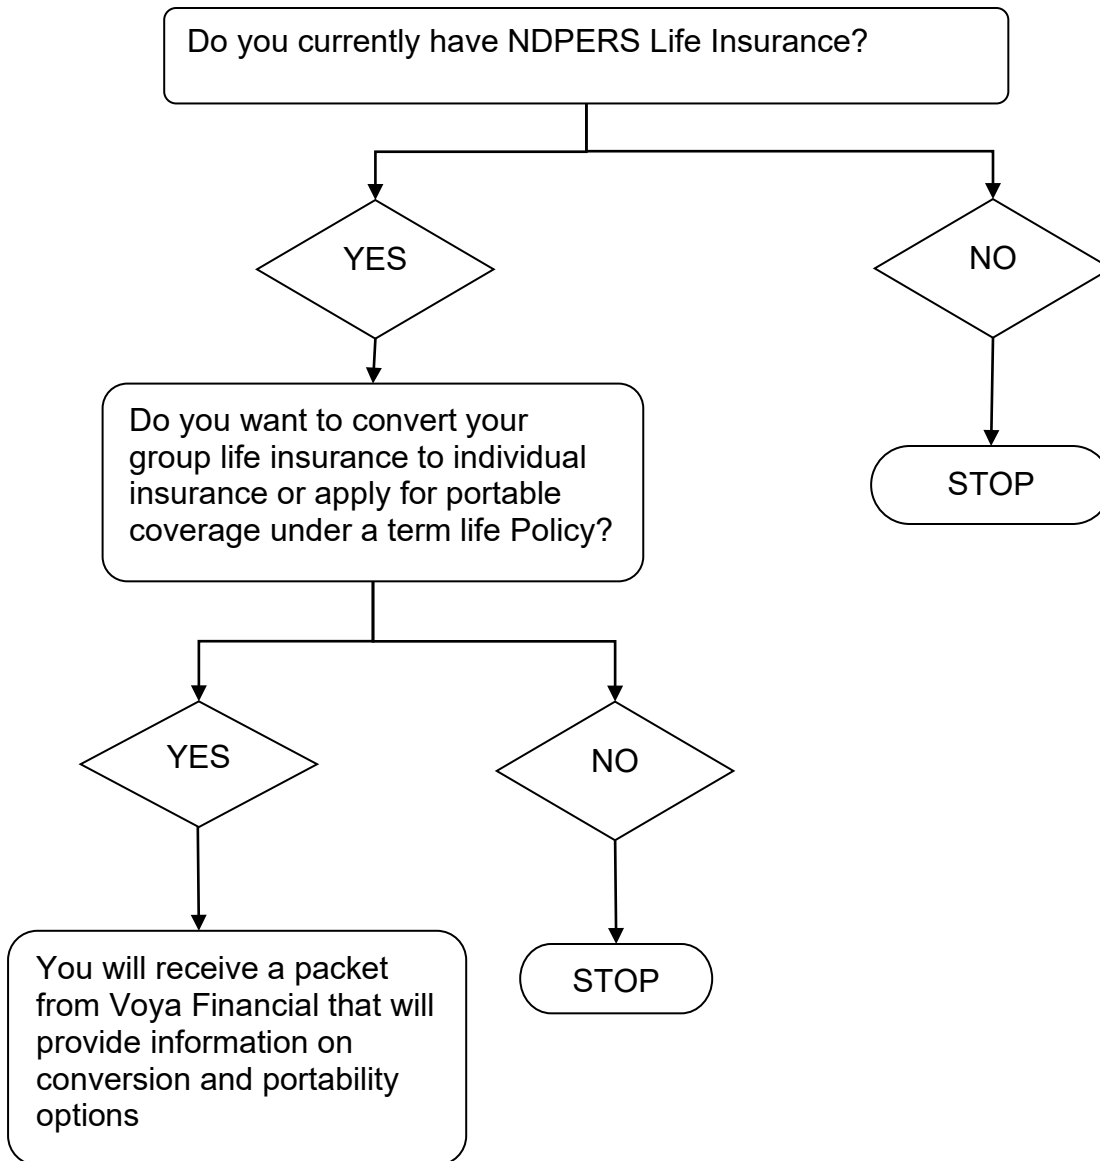 Do you currently have NDPERS Life Insurance?
YES
NO
Do you want to convert your
group life insurance to individual
insurance or apply for portable
coverage under a term life Policy?
STOP
YES
NO
You will receive a packet
from Voya Financial that will
provide information on
conversion and portability
options
STOP